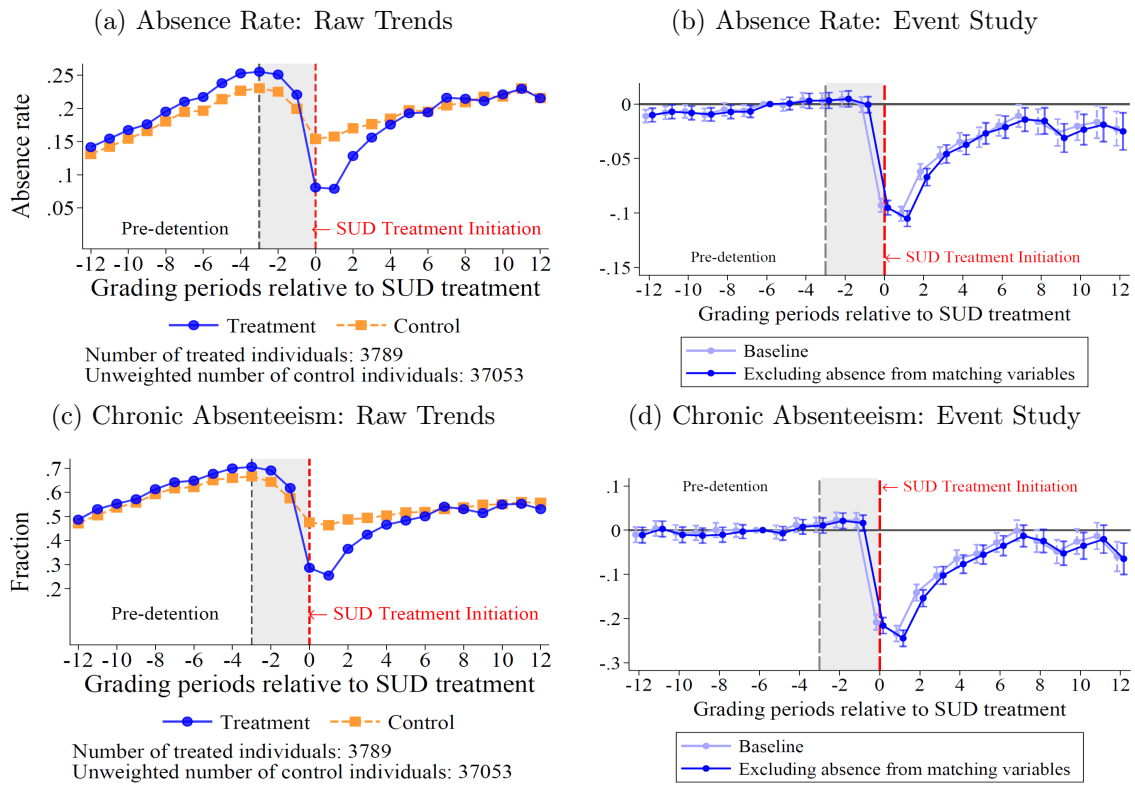 (a) Absence Rate: Raw Trends
Absence rate
.25
.2
.15
.1
.05
Pre-detention
← SUD Treatment Initiation
-12 -10 -8 -6 -4 -2 0 2 4 6 8 10 12
Grading periods relative to SUD treatment
Treatment
Control
Number of treated individuals: 3789
Unweighted number of control individuals: 37053
(b) Absence Rate: Event Study
0
-.05
-.1
-.15
Pre-detention
← SUD Treatment Initiation
-12 -10 -8 -6 -4 -2 0 2 4 6 8 10 12
Grading periods relative to SUD treatment
Baseline
Excluding absence from matching variables
(c) Chronic Absenteeism: Raw Trends
Fraction
.7
.6
.5
.4
.3
.2
Pre-detention
← SUD Treatment Initiation
-12 -10 -8 -6 -4 -2 0 2 4 6 8 10 12
Grading periods relative to SUD treatment
Treatment
Control
Number of treated individuals: 3789
Unweighted number of control individuals: 37053
(d) Chronic Absenteeism: Event Study
.1
0
-.1
-.2
-.3
Pre-detention
← SUD Treatment Initiation
-12 -10 -8 -6 -4 -2 0 2 4 6 8 10 12
Grading periods relative to SUD treatment
Baseline
Excluding absence from matching variables